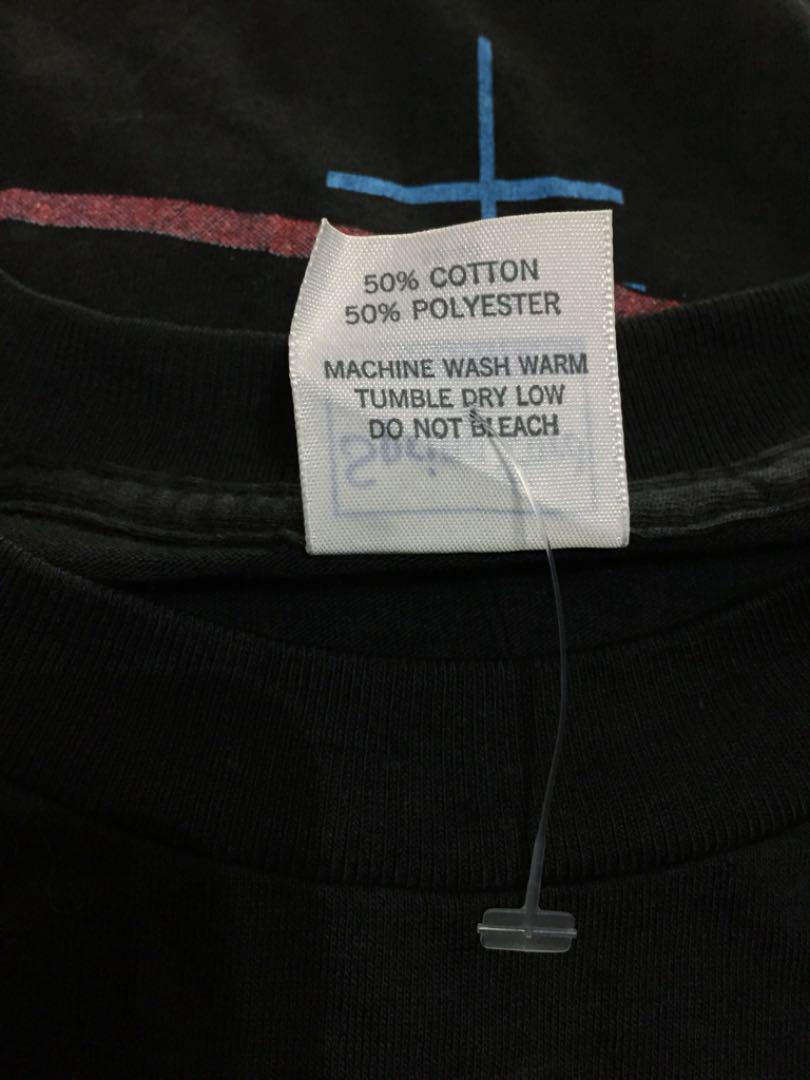 50% COTTON
50% POLYESTER
MACHINE WASH WARM
TUMBLE DRY LOW
DO NOT BLEACH